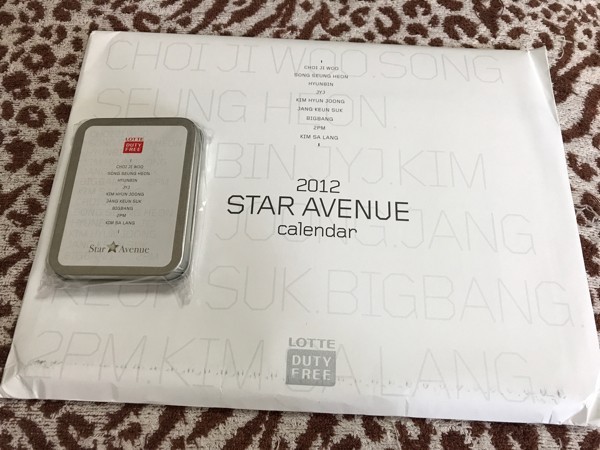 CHOI JI WOO.SONG
SEUNG HEON.
BIN.JYJ.KIM
JOONG.JANG
KEUN SUK.BIGBANG.
2PM.KIM SA LANG.
CHOI JI WOO
SONG SEUNG HEON
HYUNBIN
JYJ
KIM HYUN JOONG
JANG KEUN SUK
BIGBANG
2PM
KIM SA LANG
2012
STAR AVENUE
calendar
LOTTE
DUTY
FREE
LOTTE
DUTY
FREE
CHOI JI WOO
SONG SEUNG HEON
HYUNBIN
JYJ
KIM HYUN JOONG
JANG KEUN SUK
BIGBANG
2PM
KIM SA LANG
Star Avenue